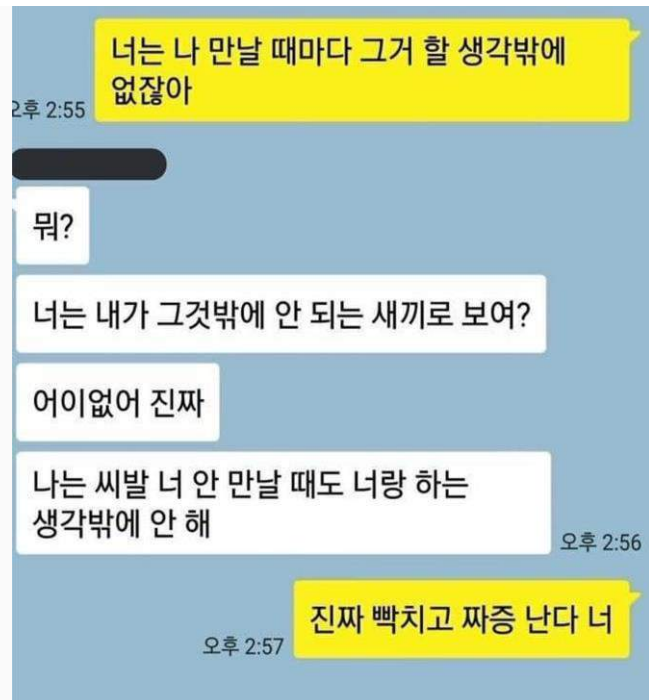 너는 나 만날 때마다 그거 할 생각밖에
없잖아
오후 2:55
뭐?
너는 내가 그것밖에 안 되는 새끼로 보여?
어이없어 진짜
나는 씨발 너 안 만날 때도 너랑 하는
생각밖에 안 해
오후 2:56
진짜 빡치고 짜증 난다 너
오후 2:57